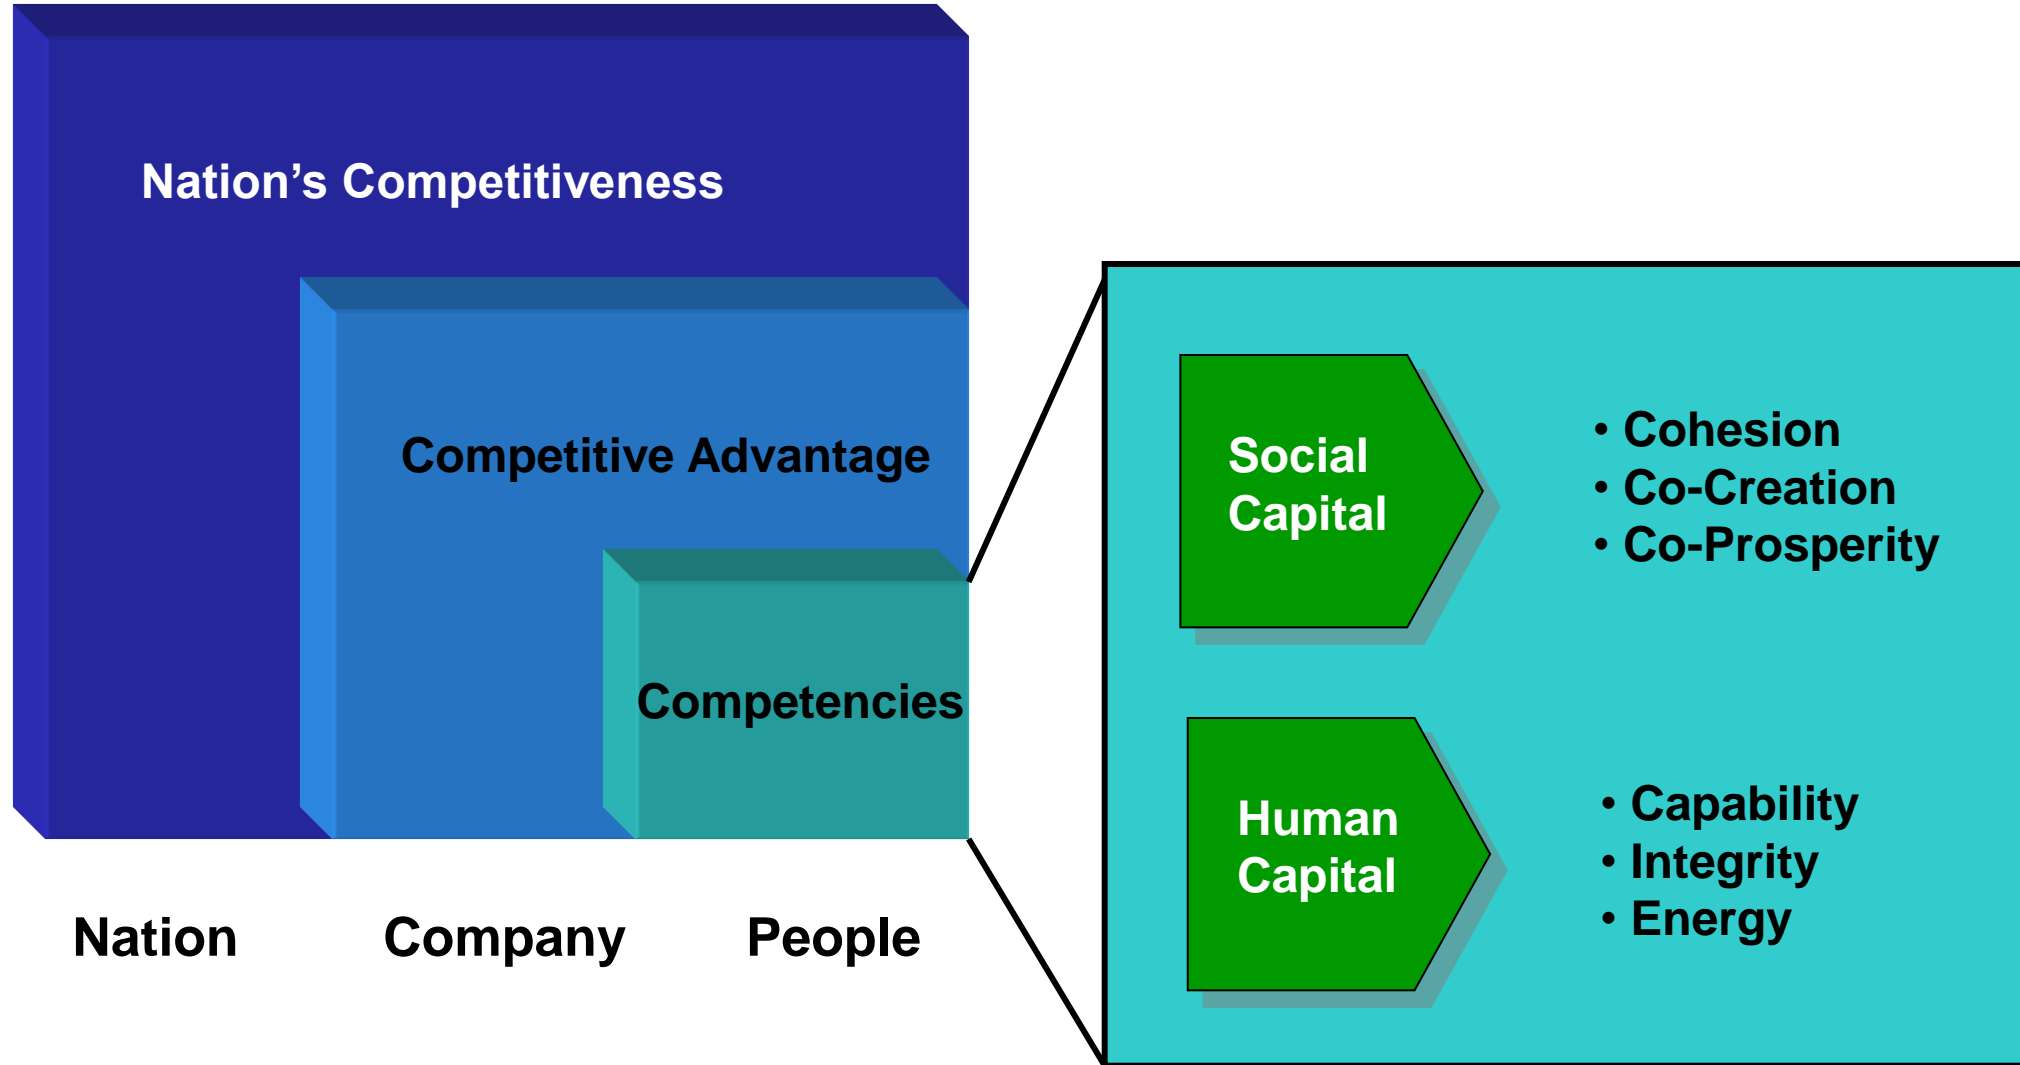 Nation’s Competitiveness
Competitive Advantage
Competencies
Nation
Company
People
Social
Capital
• Cohesion
• Co-Creation
• Co-Prosperity
Human
Capital
• Capability
• Integrity
• Energy